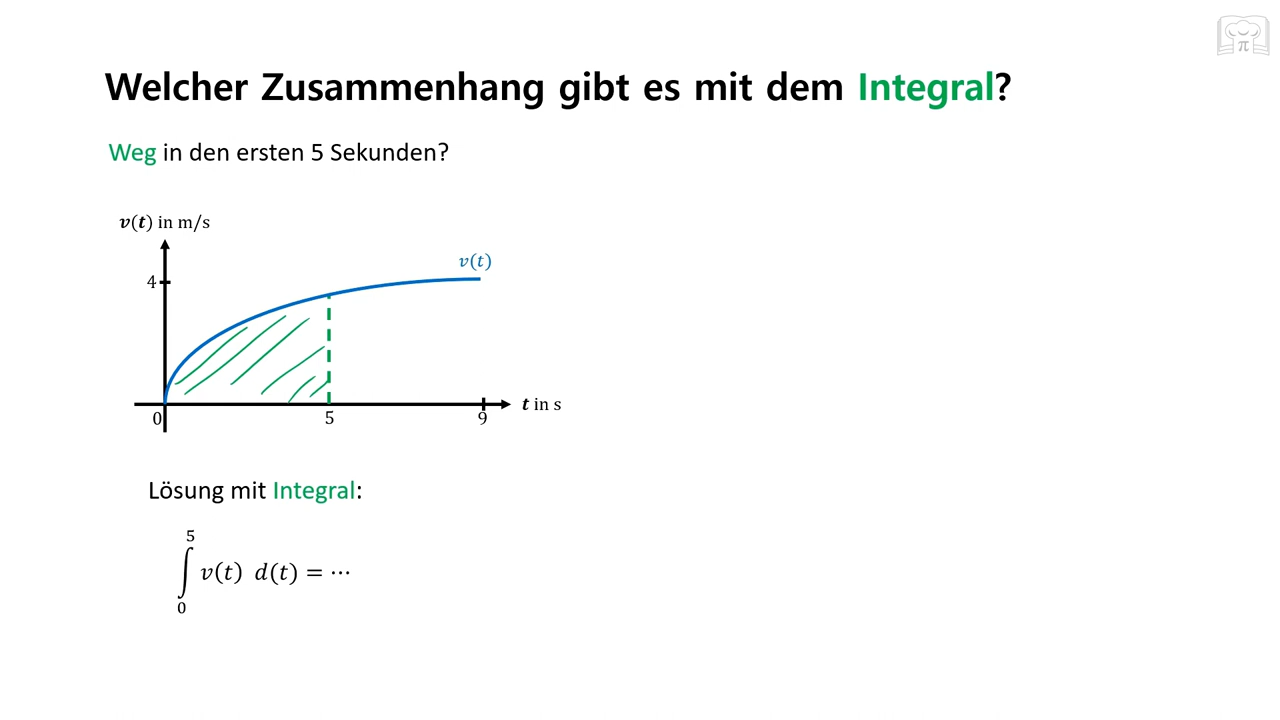 Welcher Zusammenhang gibt es mit dem Integral?
Weg in den ersten 5 Sekunden?
v(t) in m/s
v(t)
4
0
5
9
t in s
Lösung mit Integral:
5
∫ v(t) d(t) = ⋯
0
π